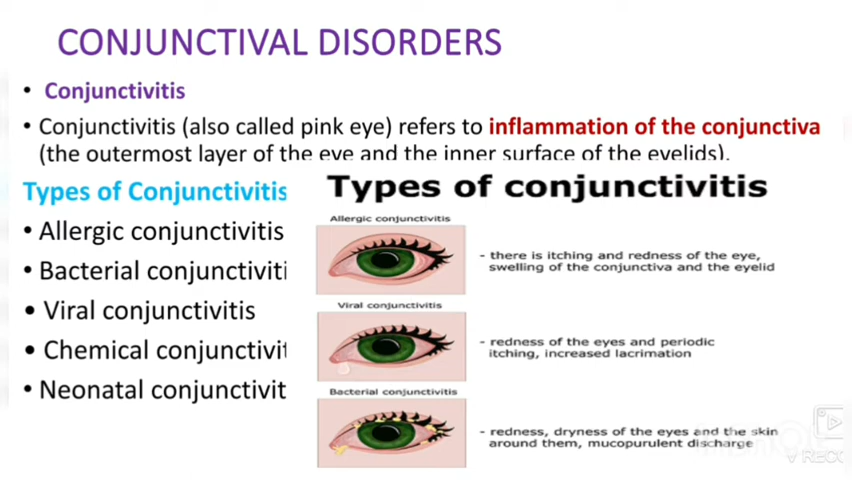 CONJUNCTIVAL DISORDERS
• Conjunctivitis
• Conjunctivitis (also called pink eye) refers to inflammation of the conjunctiva
(the outermost layer of the eye and the inner surface of the eyelids).
Types of Conjunctivitis
• Allergic conjunctivitis
• Bacterial conjunctiviti
• Viral conjunctivitis
• Chemical conjunctivit
• Neonatal conjunctivit
Types of conjunctivitis
Allergic conjunctivitis
- there is itching and redness of the eye,
swelling of the conjunctiva and the eyelid
Viral conjunctivitis
- redness of the eyes and periodic
itching, increased lacrimation
Bacterial conjunctivitis
- redness, dryness of the eyes and the skin
around them, mucopurulent discharge